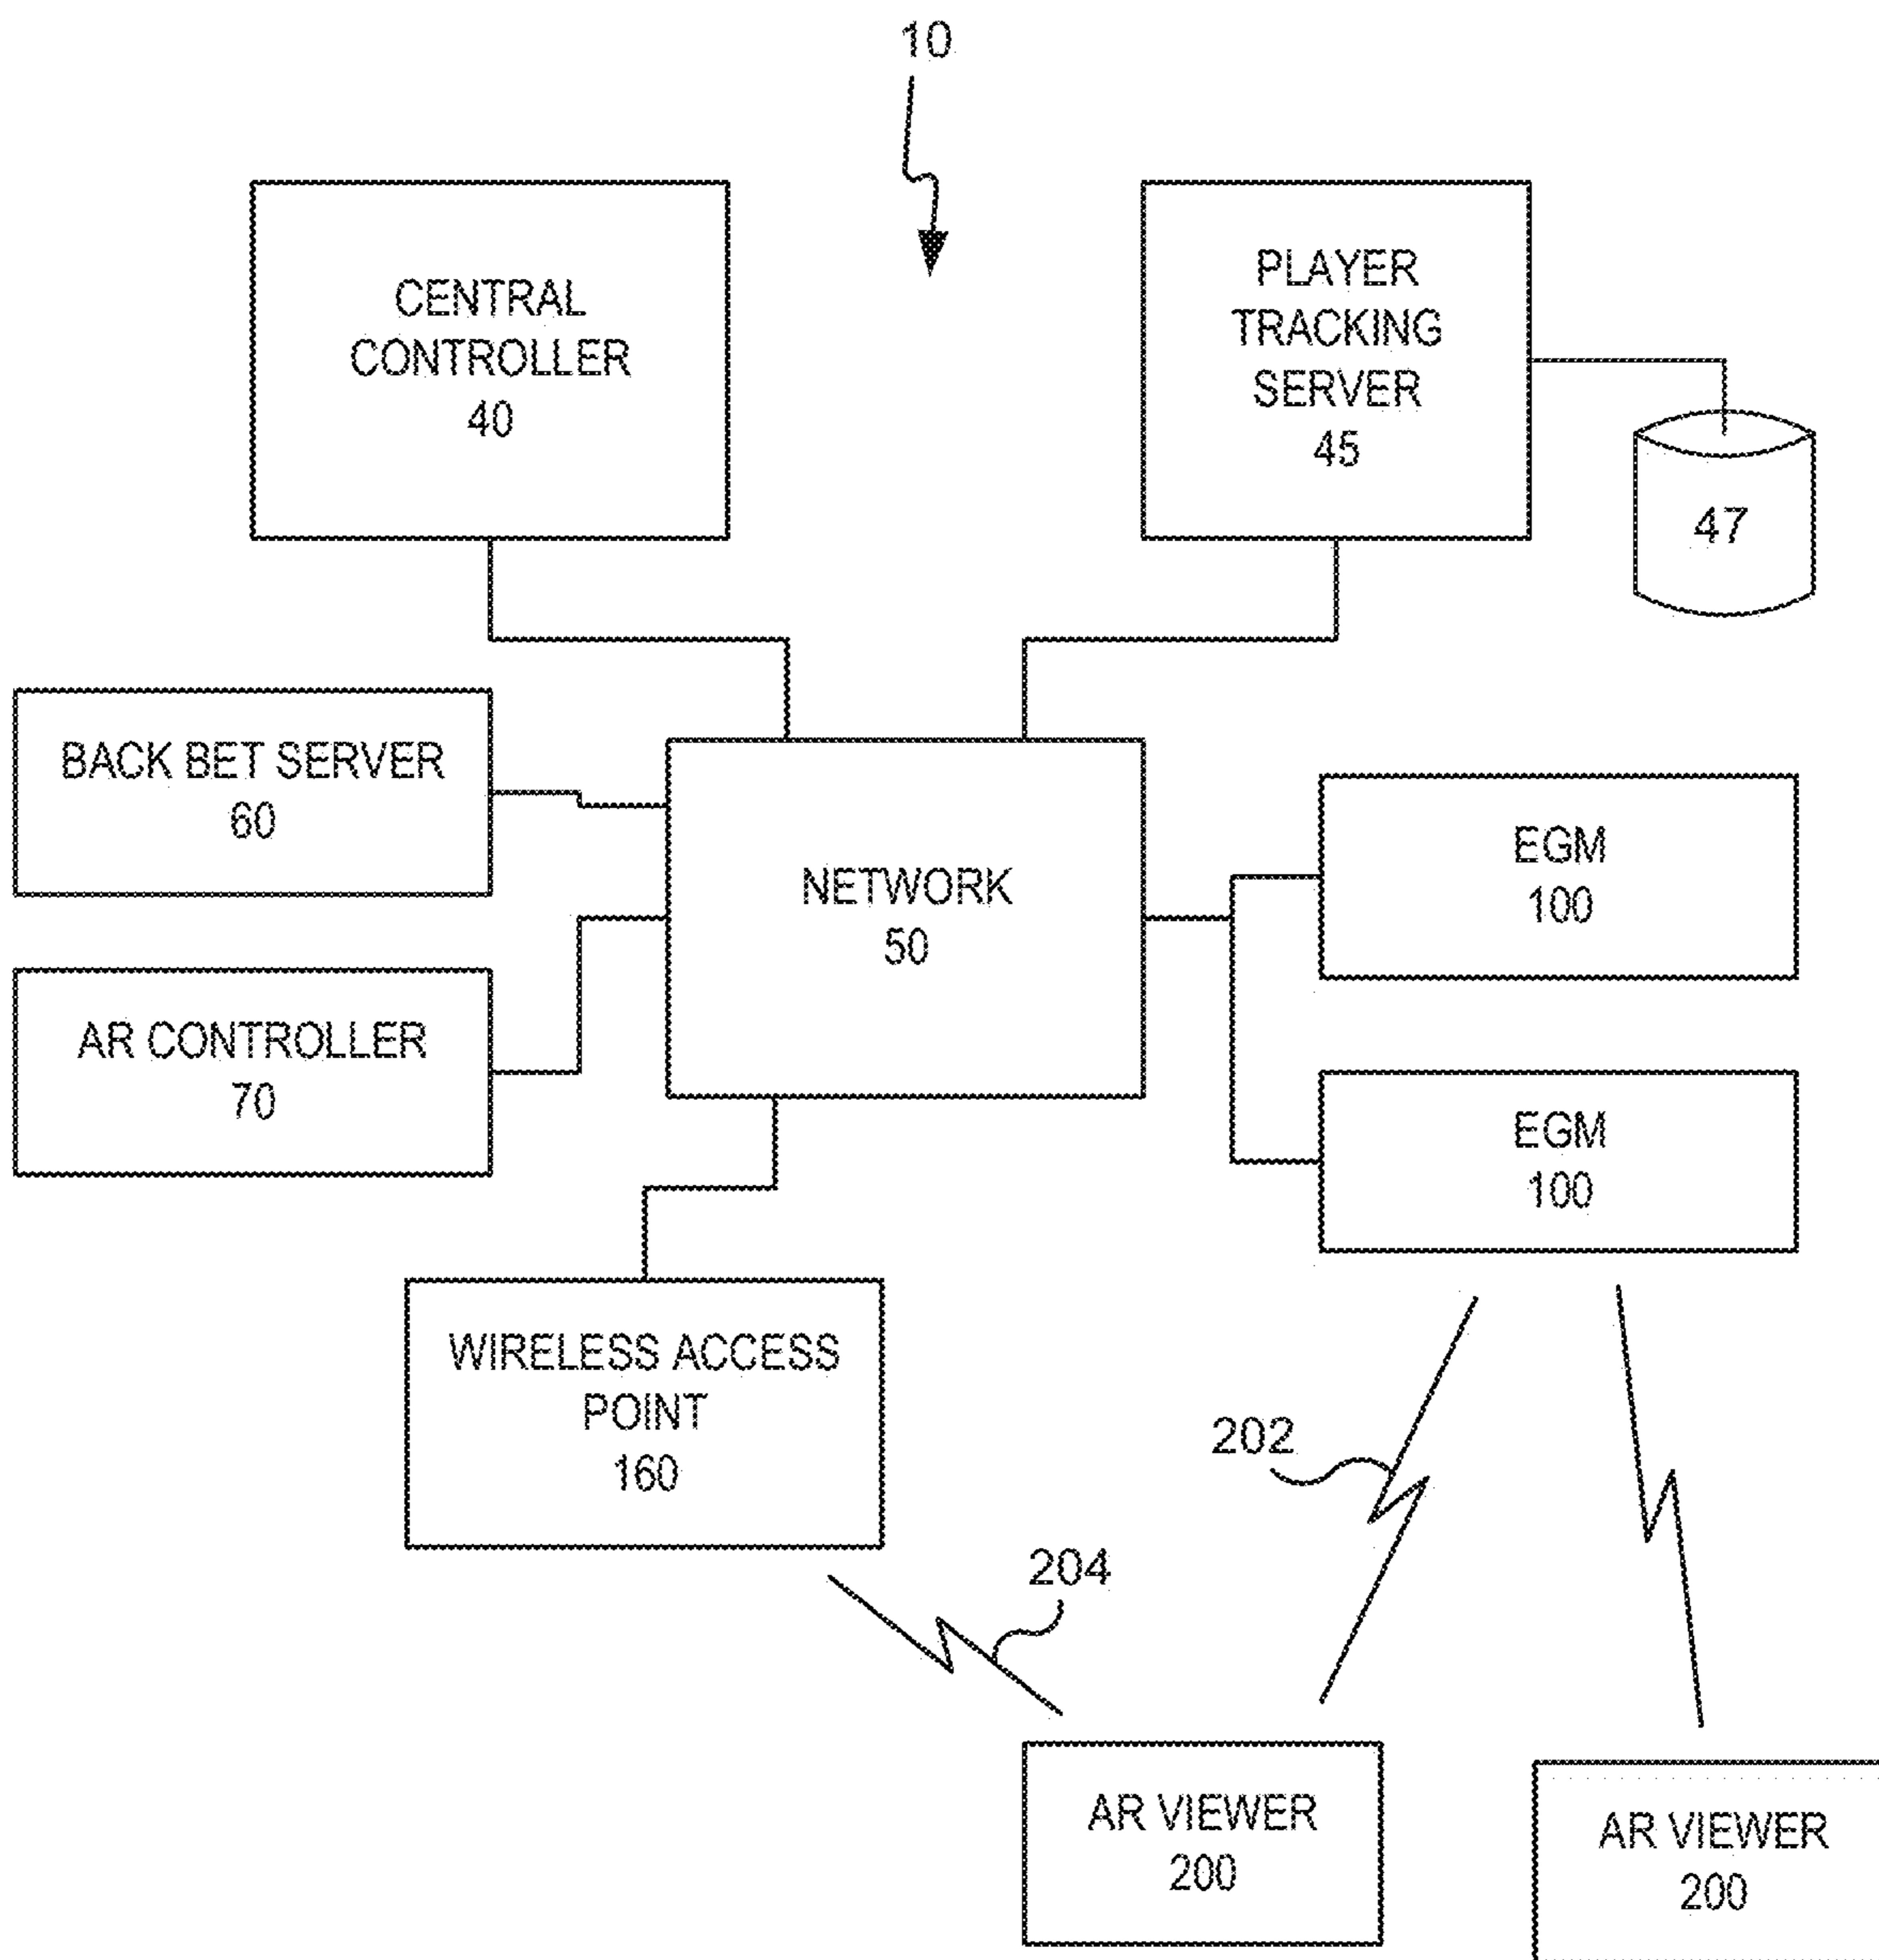 10
CENTRAL
CONTROLLER
40
PLAYER
TRACKING
SERVER
45
47
BACK BET SERVER
60
NETWORK
50
EGM
100
AR CONTROLLER
70
EGM
100
WIRELESS ACCESS
POINT
160
202
204
AR VIEWER
200
AR VIEWER
200